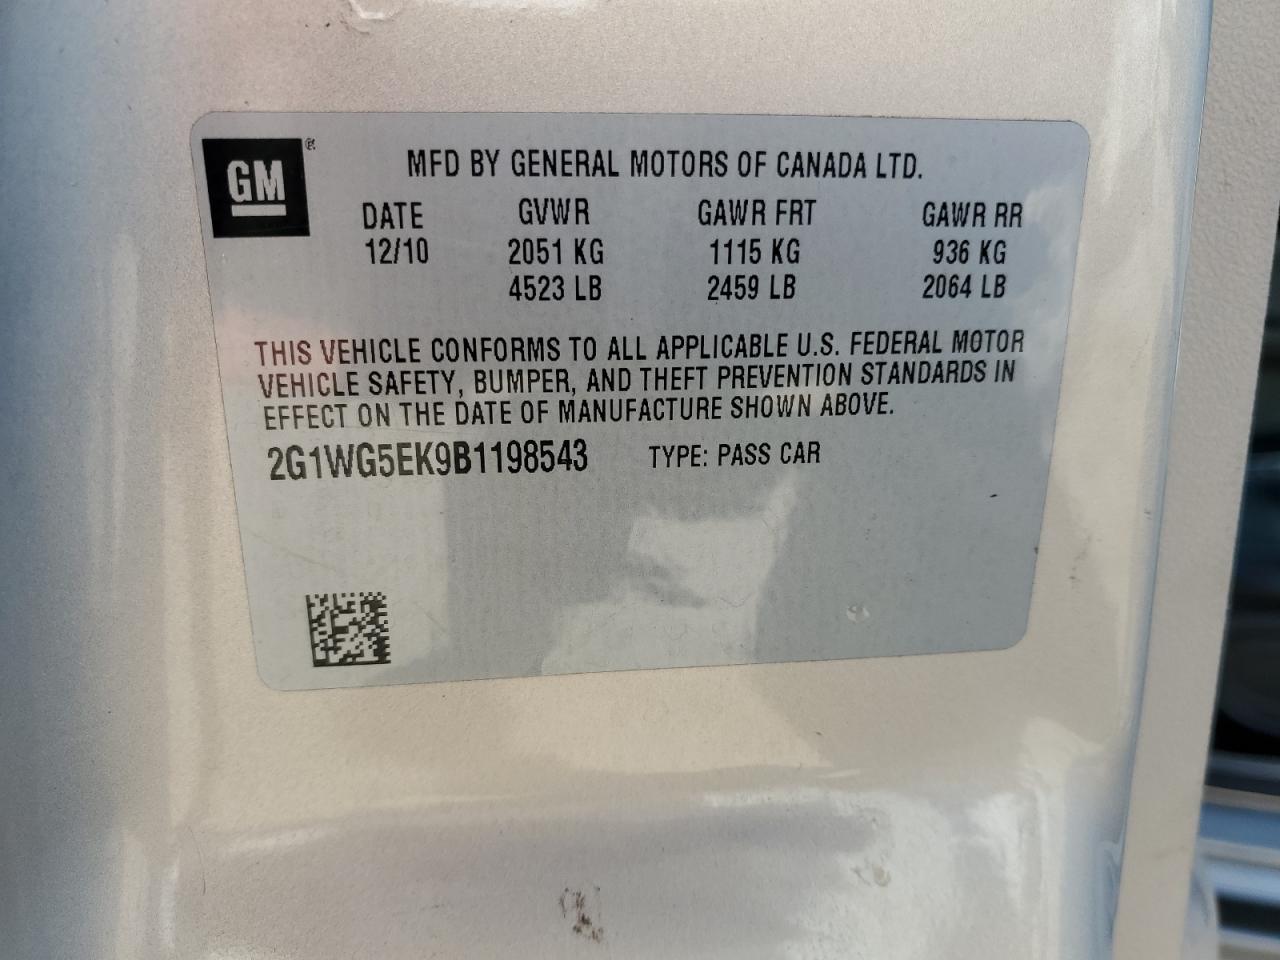 GM®
MFD BY GENERAL MOTORS OF CANADA LTD.
DATE GVWR GAWR FRT GAWR RR
12/10 2051 KG 1115 KG 936 KG
4523 LB 2459 LB 2064 LB
THIS VEHICLE CONFORMS TO ALL APPLICABLE U.S. FEDERAL MOTOR
VEHICLE SAFETY, BUMPER, AND THEFT PREVENTION STANDARDS IN
EFFECT ON THE DATE OF MANUFACTURE SHOWN ABOVE.
2G1WG5EK9B1198543 TYPE: PASS CAR